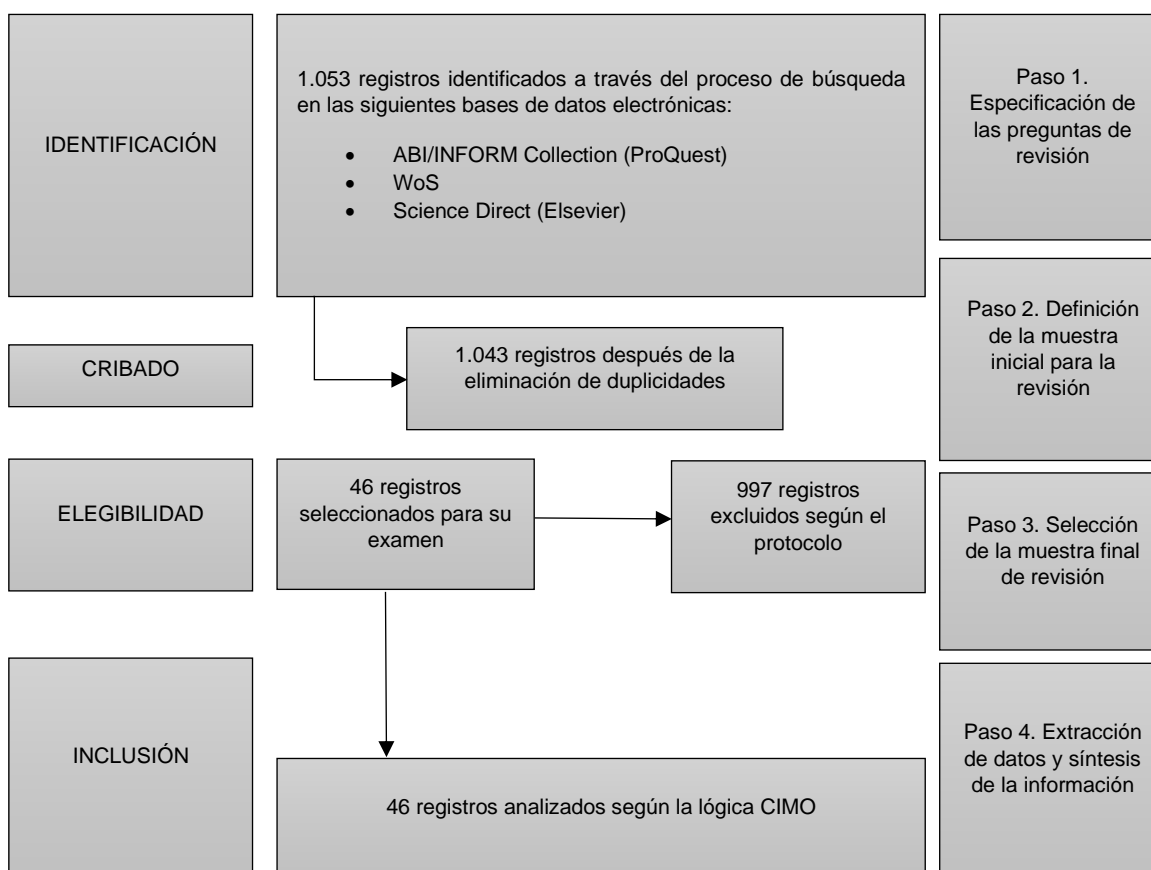 IDENTIFICACIÓN
1.053 registros identificados a través del proceso de búsqueda
en las siguientes bases de datos electrónicas:
• ABI/INFORM Collection (ProQuest)
• WoS
• Science Direct (Elsevier)
Paso 1.
Especificación de
las preguntas de
revisión
CRIBADO
1.043 registros después de la
eliminación de duplicidades
Paso 2. Definición
de la muestra
inicial para la
revisión
ELEGIBILIDAD
46 registros
seleccionados para su
examen
997 registros
excluidos según el
protocolo
Paso 3. Selección
de la muestra final
de revisión
INCLUSIÓN
46 registros analizados según la lógica CIMO
Paso 4. Extracción
de datos y síntesis
de la información